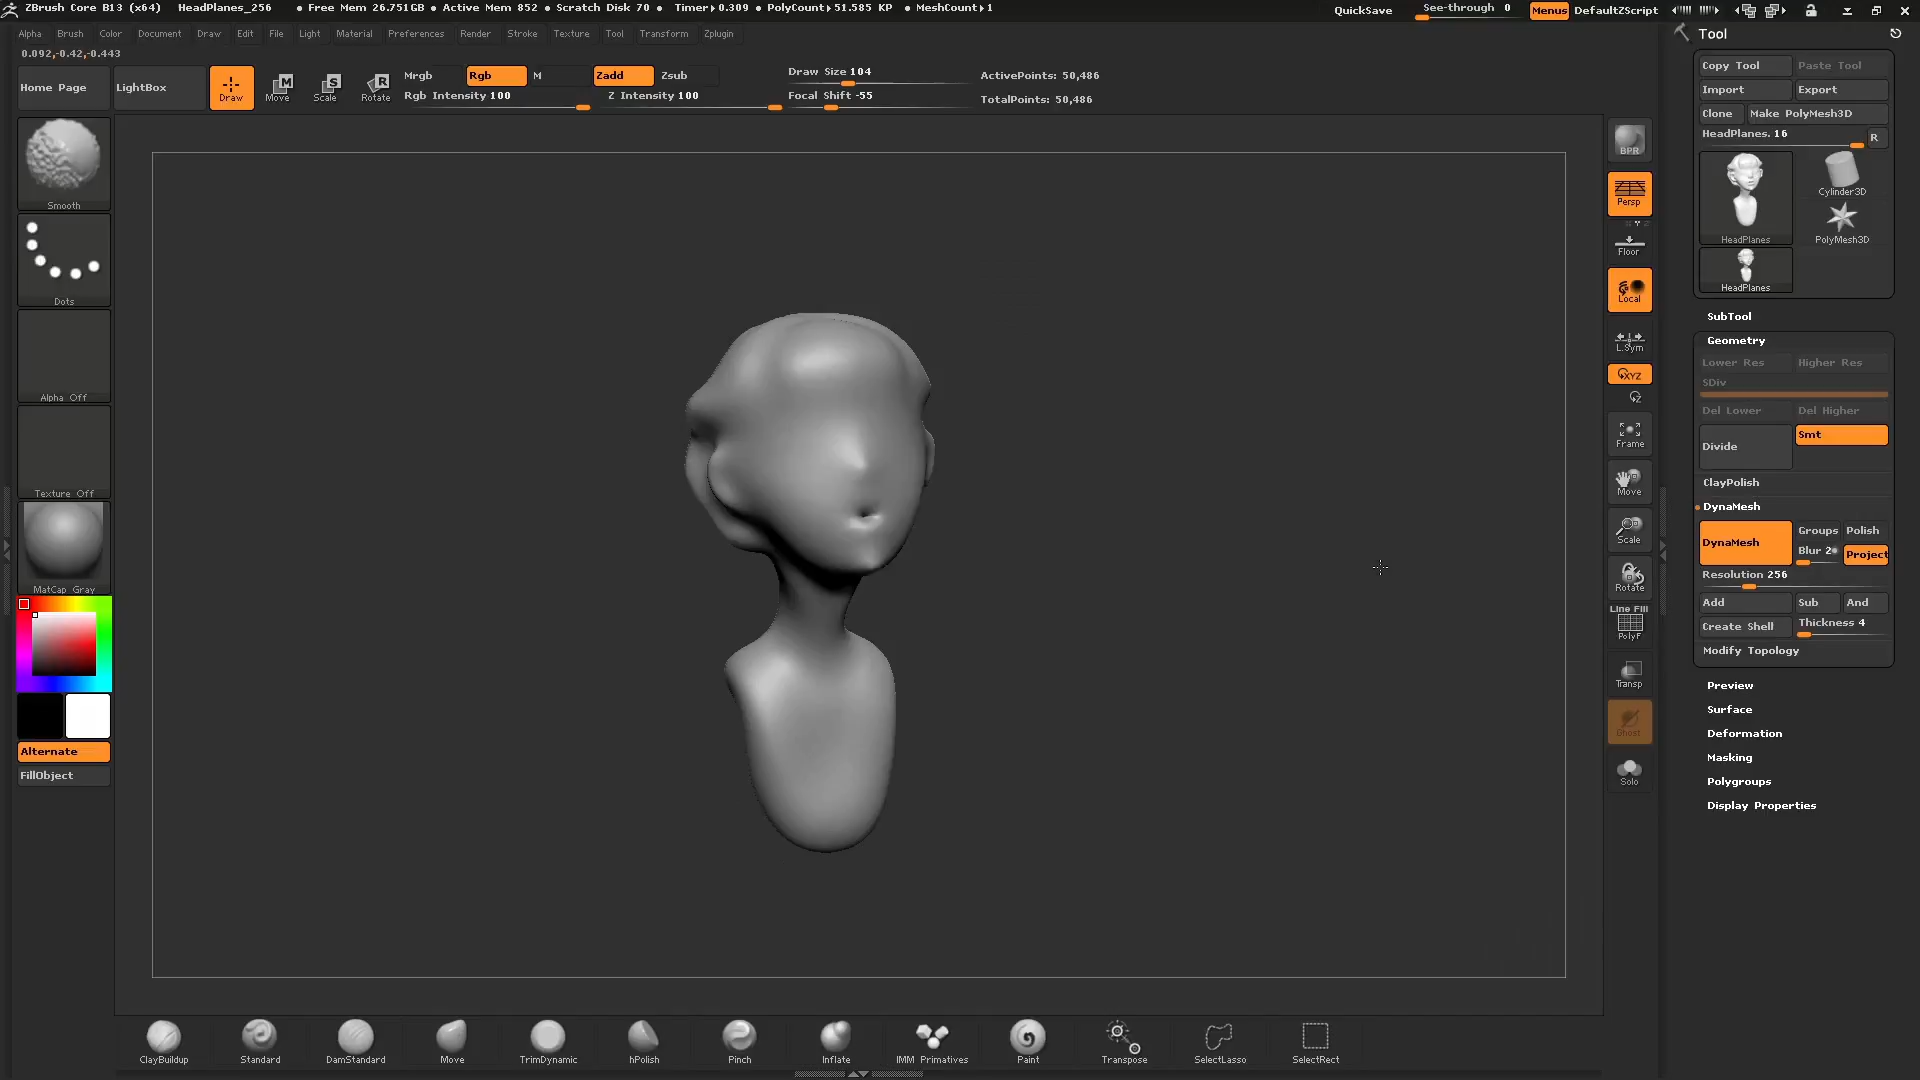 ZBrush Core B13 (x64) HeadPlanes_256 • Free Mem 26.751GB • Active Mem 852 • Scratch Disk 70 • Timer▸0.309 • PolyCount▸51.585 KP • MeshCount▸1 QuickSave See-through 0 Menus DefaultZScript
Alpha Brush Color Document Draw Edit File Light Material Preferences Render Stroke Texture Tool Transform Zplugin
0.092,-0.42,-0.443
Home Page
LightBox
Draw
Move
Scale
Rotate
Mrgb Rgb M Zadd Zsub
Rgb Intensity 100 Z Intensity 100
Draw Size 104
Focal Shift -55
ActivePoints: 50,486
TotalPoints: 50,486
Smooth
Dots
Alpha Off
Texture Off
MatCap Gray
Alternate
FillObject
BPR
Persp
Floor
Local
L.Sym
XYZ
Frame
Move
Scale
Rotate
Line Fill
PolyF
Transp
Ghost
Solo
Tool
Copy Tool Paste Tool
Import Export
Clone Make PolyMesh3D
HeadPlanes. 16 R
Cylinder3D
HeadPlanes PolyMesh3D
HeadPlanes
SubTool
Geometry
Lower Res Higher Res
SDiv
Del Lower Del Higher
Divide Smt
ClayPolish
DynaMesh
DynaMesh Groups Polish
Blur 2 Project
Resolution 256
Add Sub And
Create Shell Thickness 4
Modify Topology
Preview
Surface
Deformation
Masking
Polygroups
Display Properties
ClayBuildup Standard DamStandard Move TrimDynamic hPolish Pinch Inflate IMM Primatives Paint Transpose SelectLasso SelectRect